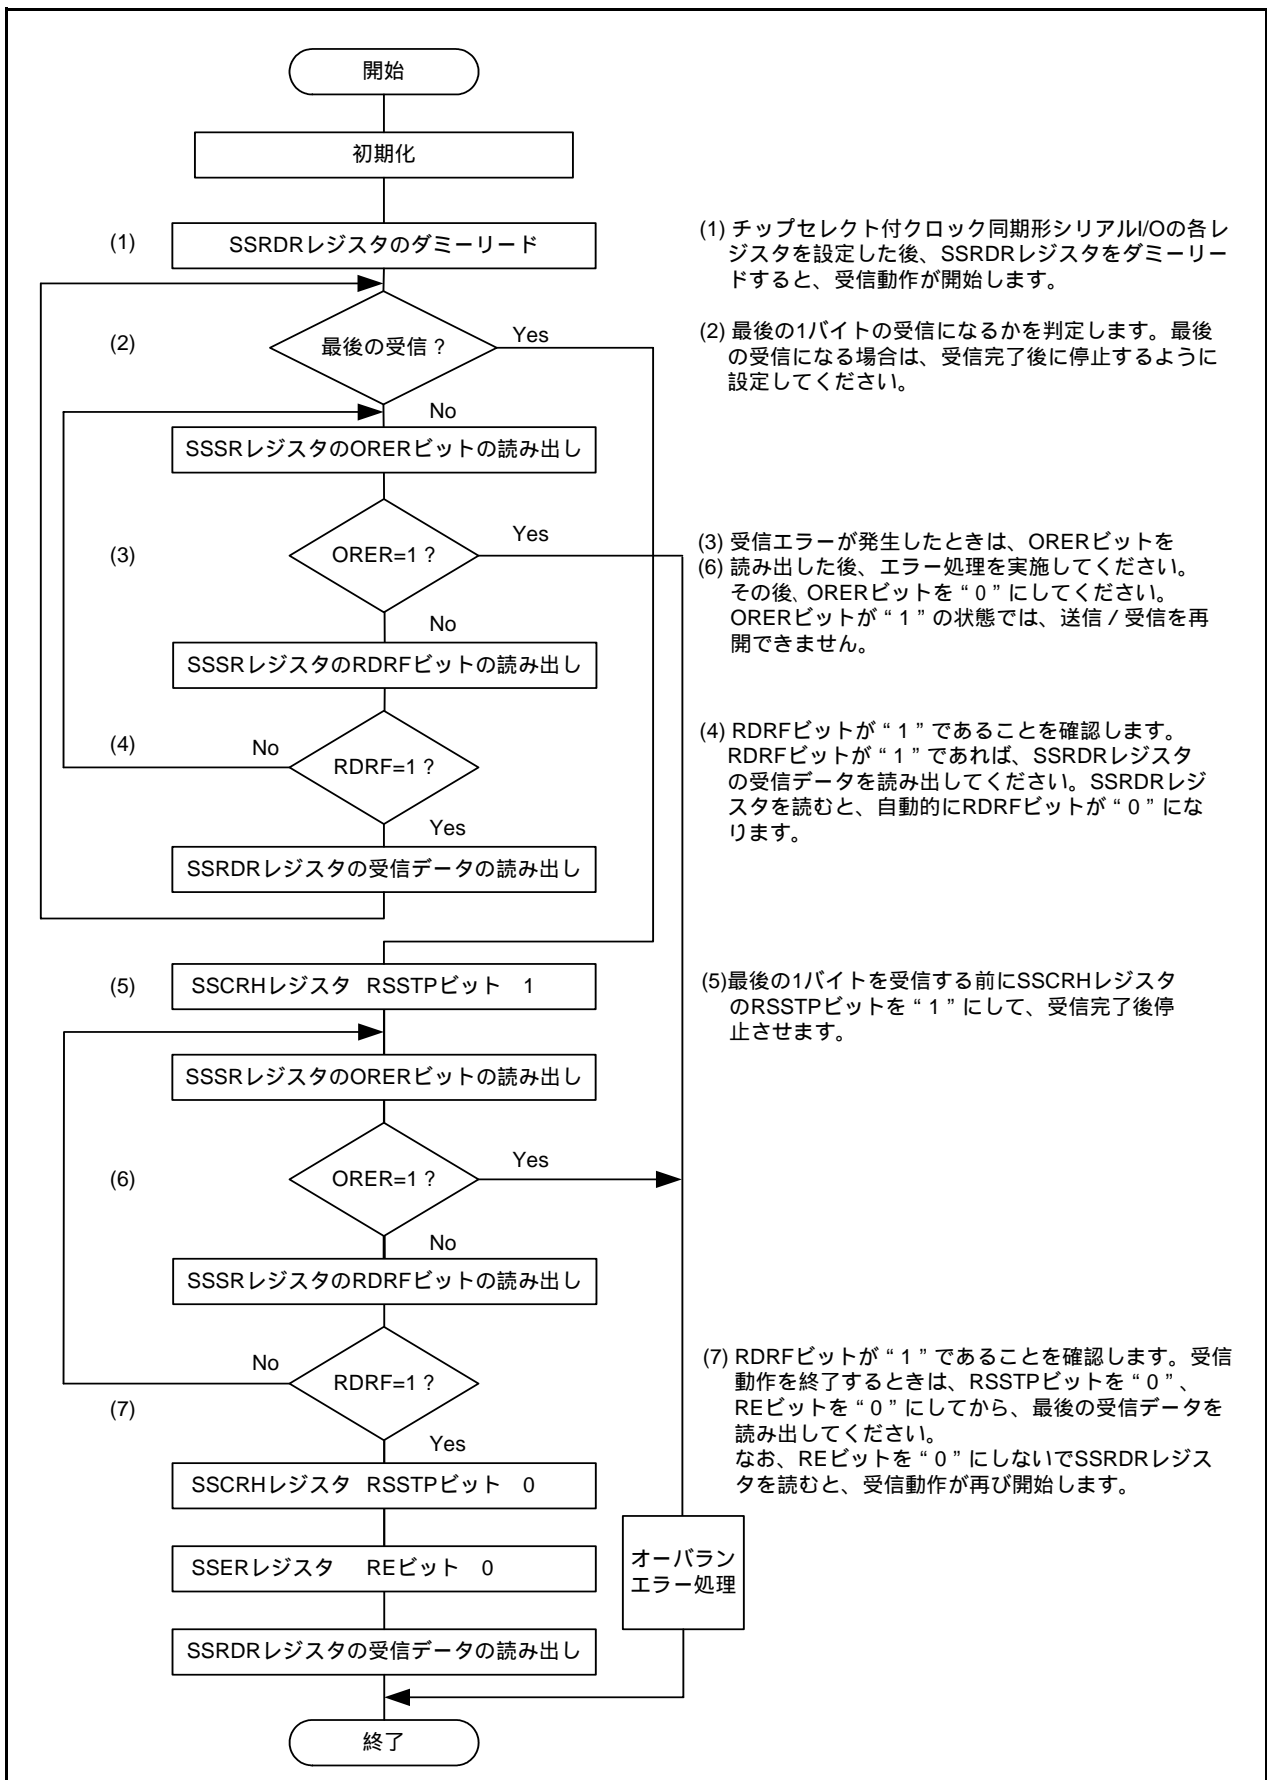 開始
初期化
(1)
SSRDRレジスタのダミーリード
(1) チップセレクト付クロック同期形シリアルI/Oの各レ
ジスタを設定した後、SSRDRレジスタをダミーリー
ドすると、受信動作が開始します。
(2)
最後の受信?
Yes
(2) 最後の1バイトの受信になるかを判定します。最後
の受信になる場合は、受信完了後に停止するように
設定してください。
No
SSSRレジスタのORERビットの読み出し
(3)
ORER=1?
Yes
(3) 受信エラーが発生したときは、ORERビットを
(6) 読み出した後、エラー処理を実施してください。
その後、ORERビットを“0”にしてください。
ORERビットが“1”の状態では、送信/受信を再
開できません。
No
SSSRレジスタのRDRFビットの読み出し
(4)
No
RDRF=1?
(4) RDRFビットが“1”であることを確認します。
RDRFビットが“1”であれば、SSRDRレジスタ
の受信データを読み出してください。SSRDRレジ
スタを読むと、自動的にRDRFビットが“0”にな
ります。
Yes
SSRDRレジスタの受信データの読み出し
(5)
SSCRHレジスタ RSSTPビット 1
(5)最後の1バイトを受信する前にSSCRHレジスタ
のRSSTPビットを“1”にして、受信完了後停
止させます。
SSSRレジスタのORERビットの読み出し
(6)
ORER=1?
Yes
No
SSSRレジスタのRDRFビットの読み出し
No
RDRF=1?
(7)
(7) RDRFビットが“1”であることを確認します。受信
動作を終了するときは、RSSTPビットを“0”、
REビットを“0”にしてから、最後の受信データを
読み出してください。
なお、REビットを“0”にしないでSSRDRレジス
タを読むと、受信動作が再び開始します。
Yes
SSCRHレジスタ RSSTPビット 0
SSERレジスタ REビット 0
オーバラン
エラー処理
SSRDRレジスタの受信データの読み出し
終了